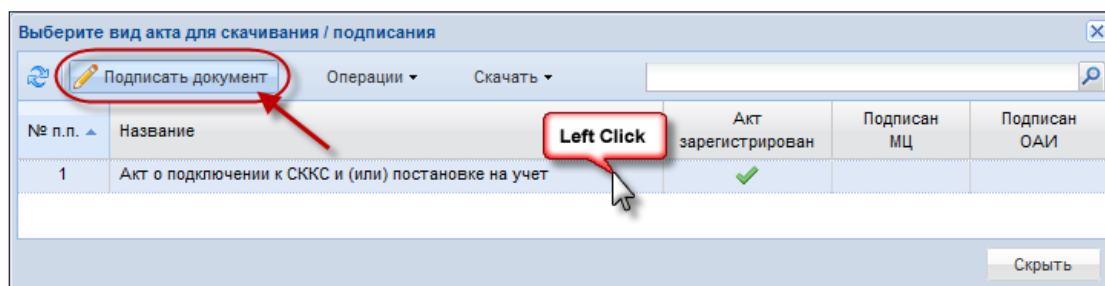 Выберите вид акта для скачивания / подписания
Подписать документ Операции Скачать
№ п.п. Название Акт зарегистрирован Подписан МЦ Подписан ОАИ
Left Click
1 Акт о подключении к СККС и (или) постановке на учет
Скрыть